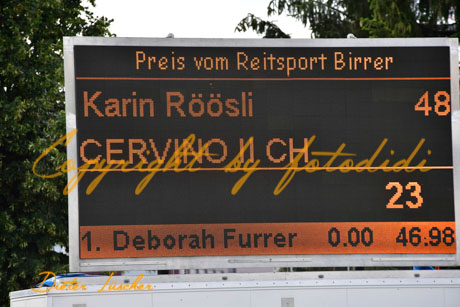 Preis vom Reitsport Birrer
Karin Röösli 48
CERVINO II CH
Copyright by fotodidi
23
1. Deborah Furrer 0.00 46.98
Dieter